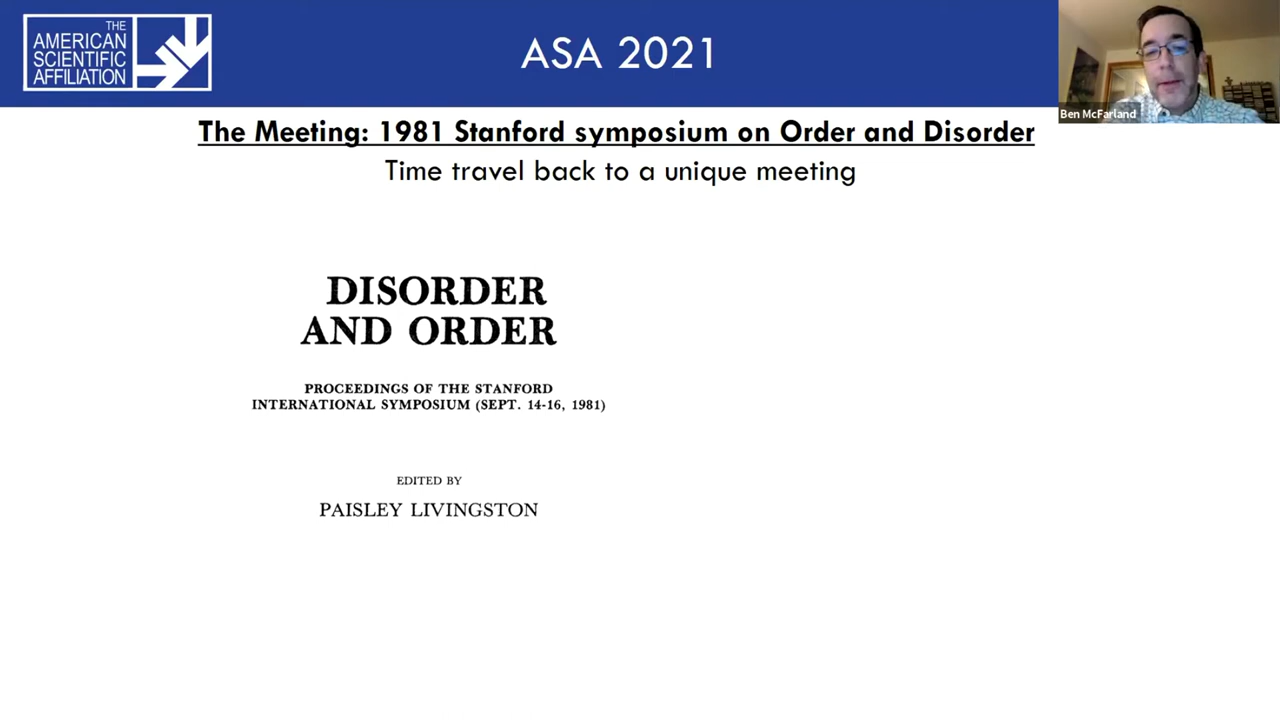 THE
AMERICAN
SCIENTIFIC
AFFILIATION
ASA 2021
Ben McFarland
The Meeting: 1981 Stanford symposium on Order and Disorder
Time travel back to a unique meeting
DISORDER
AND ORDER
PROCEEDINGS OF THE STANFORD
INTERNATIONAL SYMPOSIUM (SEPT. 14-16, 1981)
EDITED BY
PAISLEY LIVINGSTON